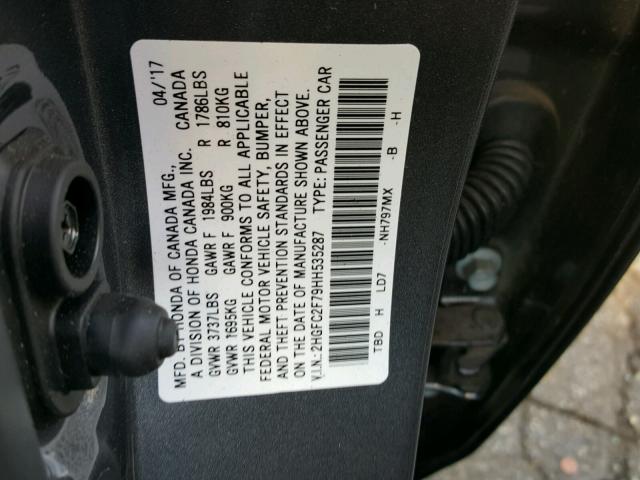 MFD. BY HONDA OF CANADA MFG., 04/'17
A DIVISION OF HONDA CANADA INC. CANADA
GVWR 3737LBS GAWR F 1984LBS R 1786LBS
GVWR 1695KG GAWR F 900KG R 810KG
THIS VEHICLE CONFORMS TO ALL APPLICABLE
FEDERAL MOTOR VEHICLE SAFETY, BUMPER,
AND THEFT PREVENTION STANDARDS IN EFFECT
ON THE DATE OF MANUFACTURE SHOWN ABOVE.
V.I.N.: 2HGFC2F79HH535287 TYPE: PASSENGER CAR
TBD H LD7 NH797MX -B -H